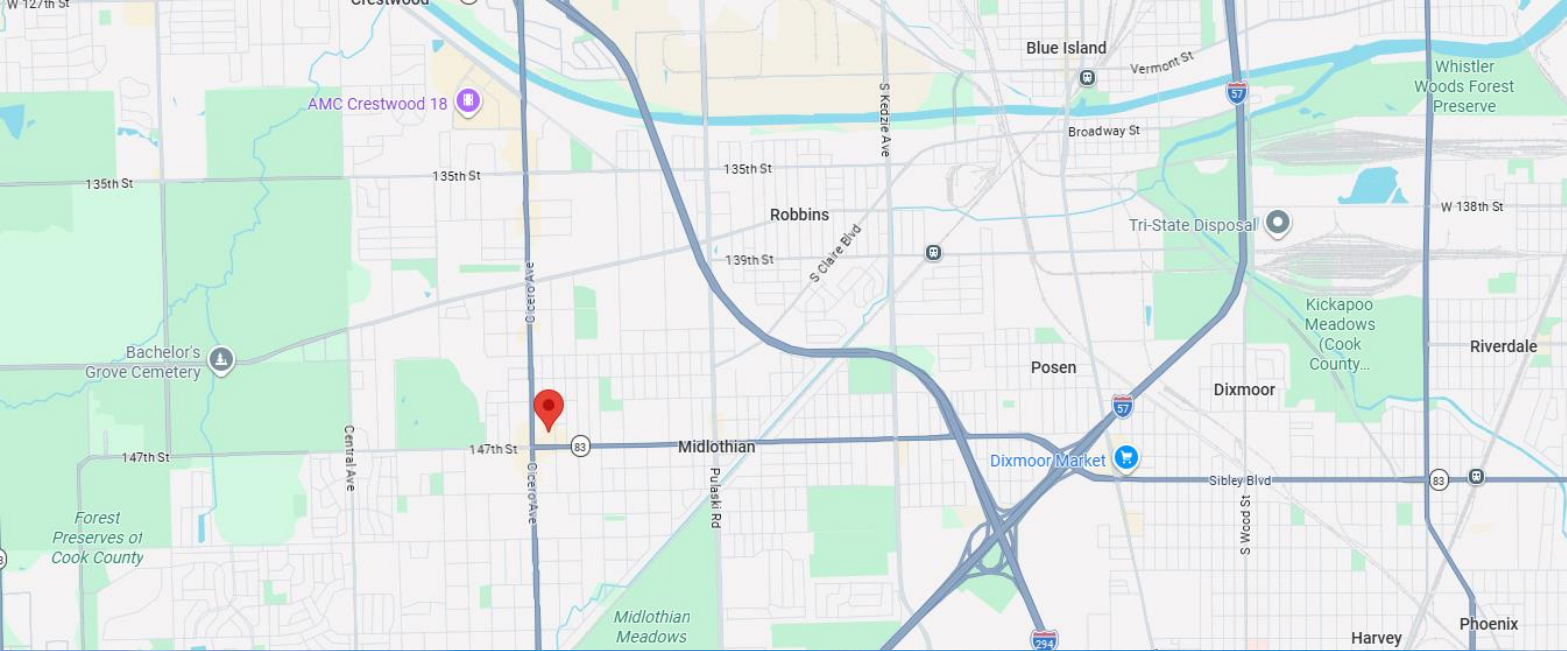 W 127th St
Crestwood
Blue Island
Vermont St
Whistler
Woods Forest
Preserve
57
AMC Crestwood 18
S Kedzie Ave
Broadway St
135th St
135th St
135th St
Robbins
W 138th St
Tri-State Disposal
S Claire Blvd
139th St
Cicero Ave
Kickapoo
Meadows
(Cook
County...
Riverdale
Bachelor's
Grove Cemetery
Posen
Dixmoor
57
147th St
147th St
83
Midlothian
Central Ave
Cicero Ave
Pulaski Rd
Dixmoor Market
Sibley Blvd
83
S Wood St
Forest
Preserves of
Cook County
Midlothian
Meadows
294
Harvey
Phoenix